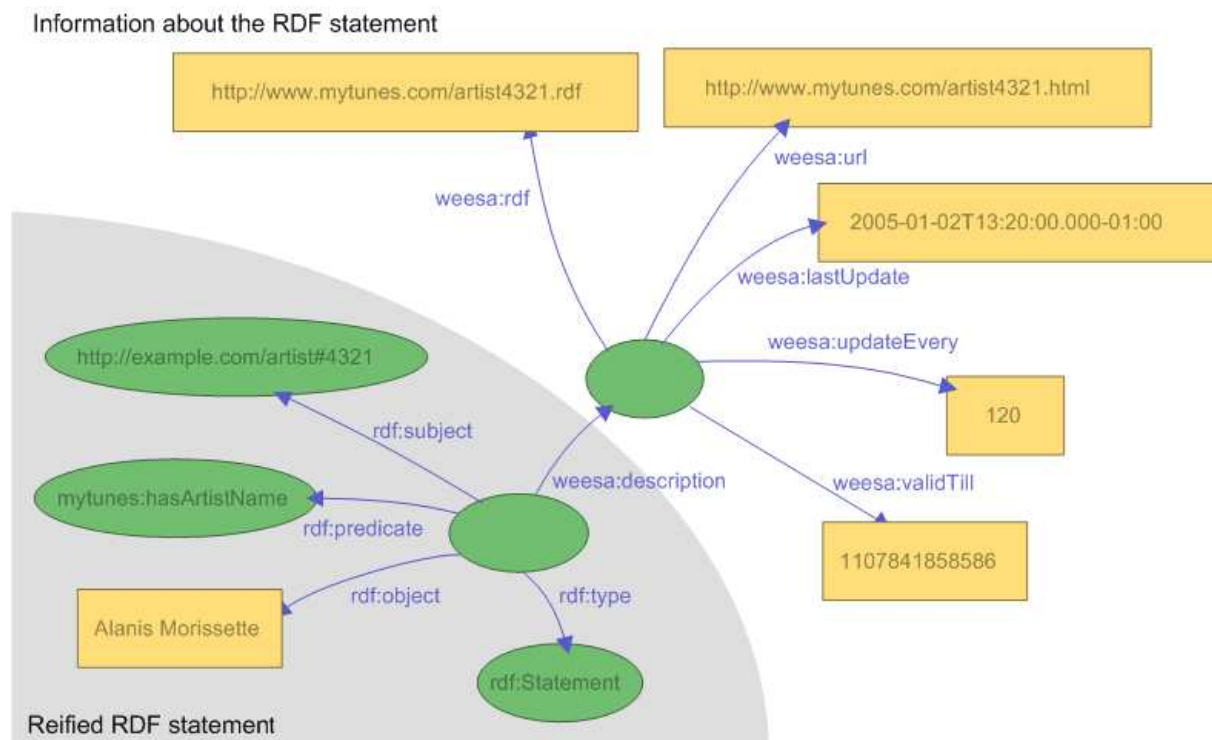 Information about the RDF statement
http://www.mytunes.com/artist4321.rdf
http://www.mytunes.com/artist4321.html
weesa:url
weesa:rdf
2005-01-02T13:20:00.000-01:00
weesa:lastUpdate
weesa:updateEvery
http://example.com/artist#4321
120
rdf:subject
weesa:description
weesa:validTill
mytunes:hasArtistName
rdf:predicate
1107841858586
rdf:object
rdf:type
Alanis Morissette
rdf:Statement
Reified RDF statement